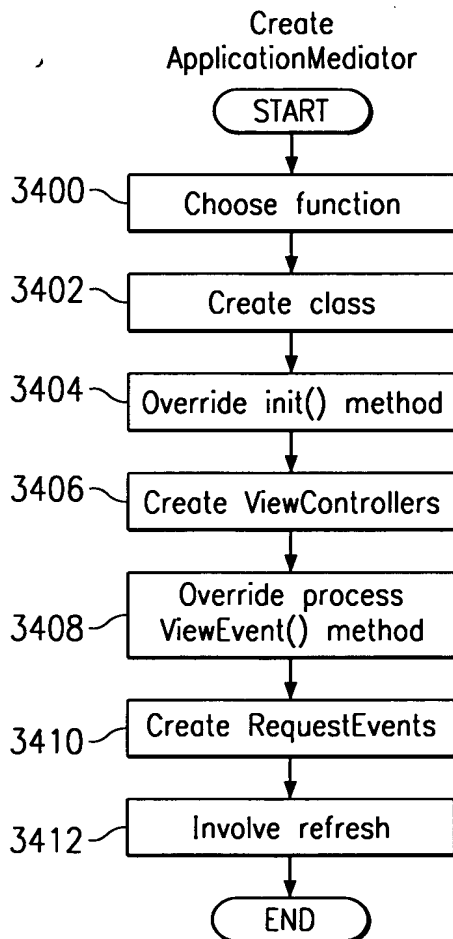 Create
ApplicationMediator
START
3400
Choose function
3402
Create class
3404
Override init() method
3406
Create ViewControllers
3408
Override process
ViewEvent() method
3410
Create RequestEvents
3412
Involve refresh
END